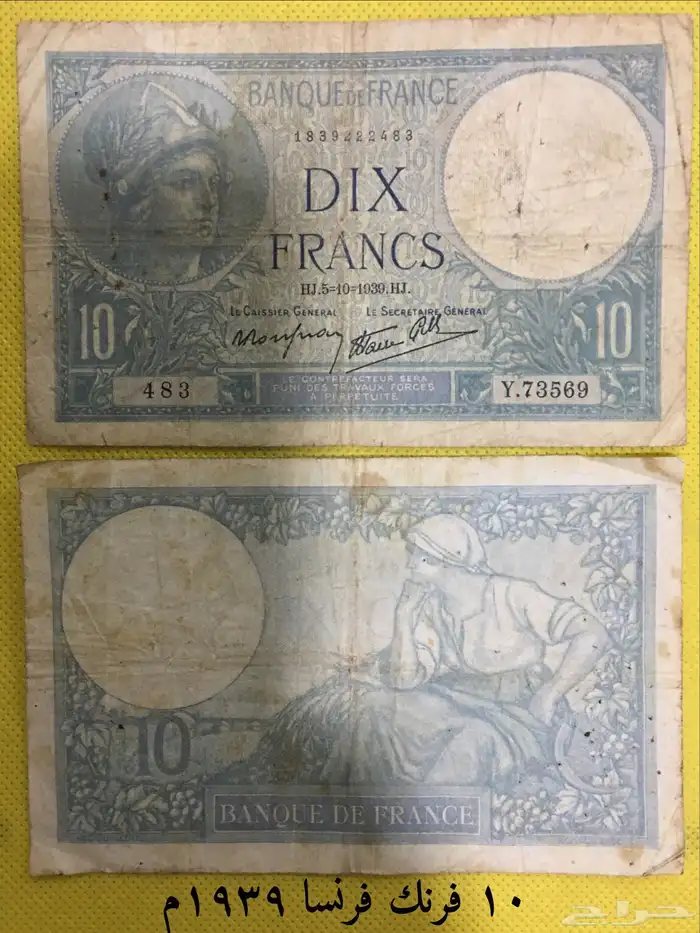 BANQUE DE FRANCE
1839222483
DIX
FRANCS
HJ.5=10=1939.HJ.
LE CAISSIER GÉNÉRAL LE SECRÉTAIRE GÉNÉRAL
10 10
483 LE CONTREFACTEUR SERA Y.73569
PUNI DES TRAVAUX FORCÉS
À PERPÉTUITÉ
10
BANQUE DE FRANCE
١٠ فرنك فرنسا ١٩٣٩م
حراج